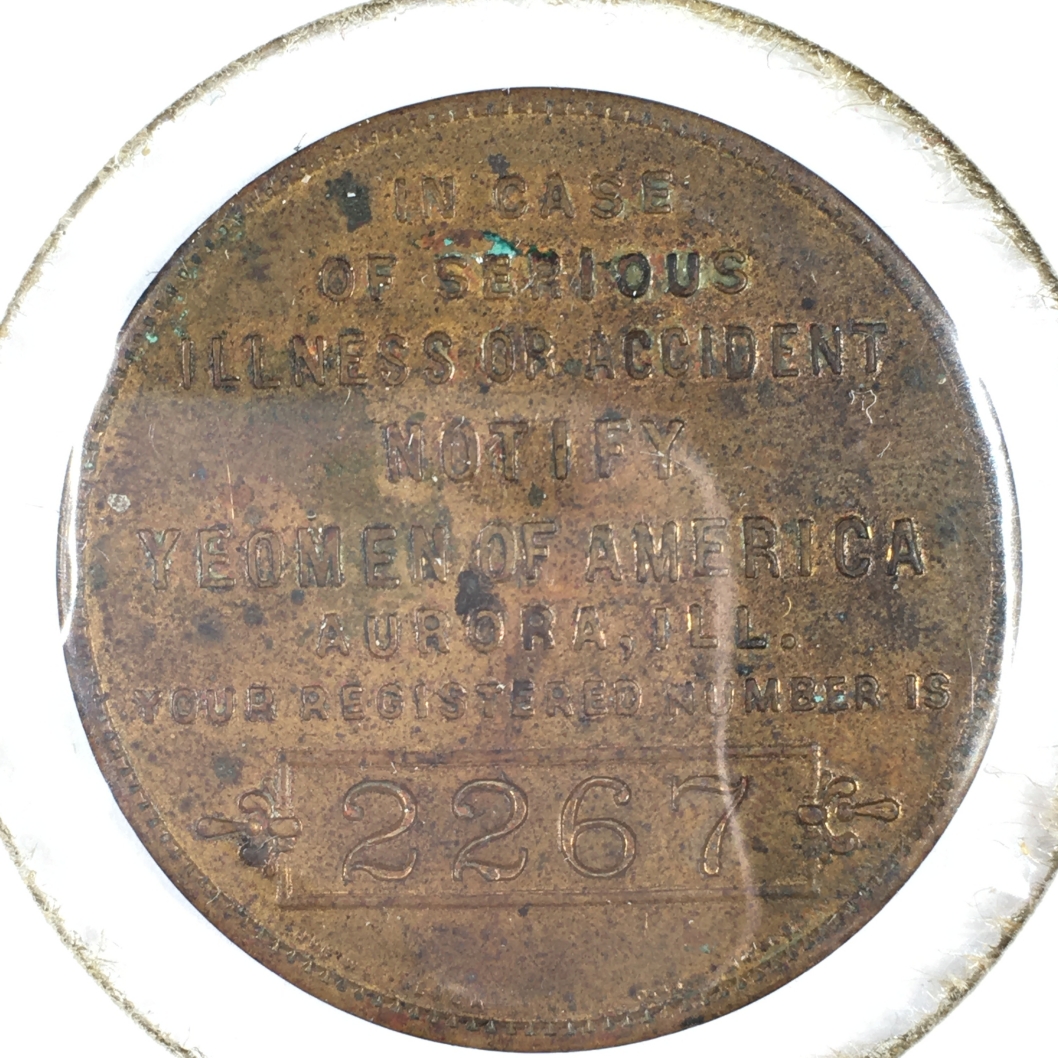 IN CASE
OF SERIOUS
ILLNESS OR ACCIDENT
NOTIFY
YEOMEN OF AMERICA
AURORA, ILL.
YOUR REGISTERED NUMBER IS
2267